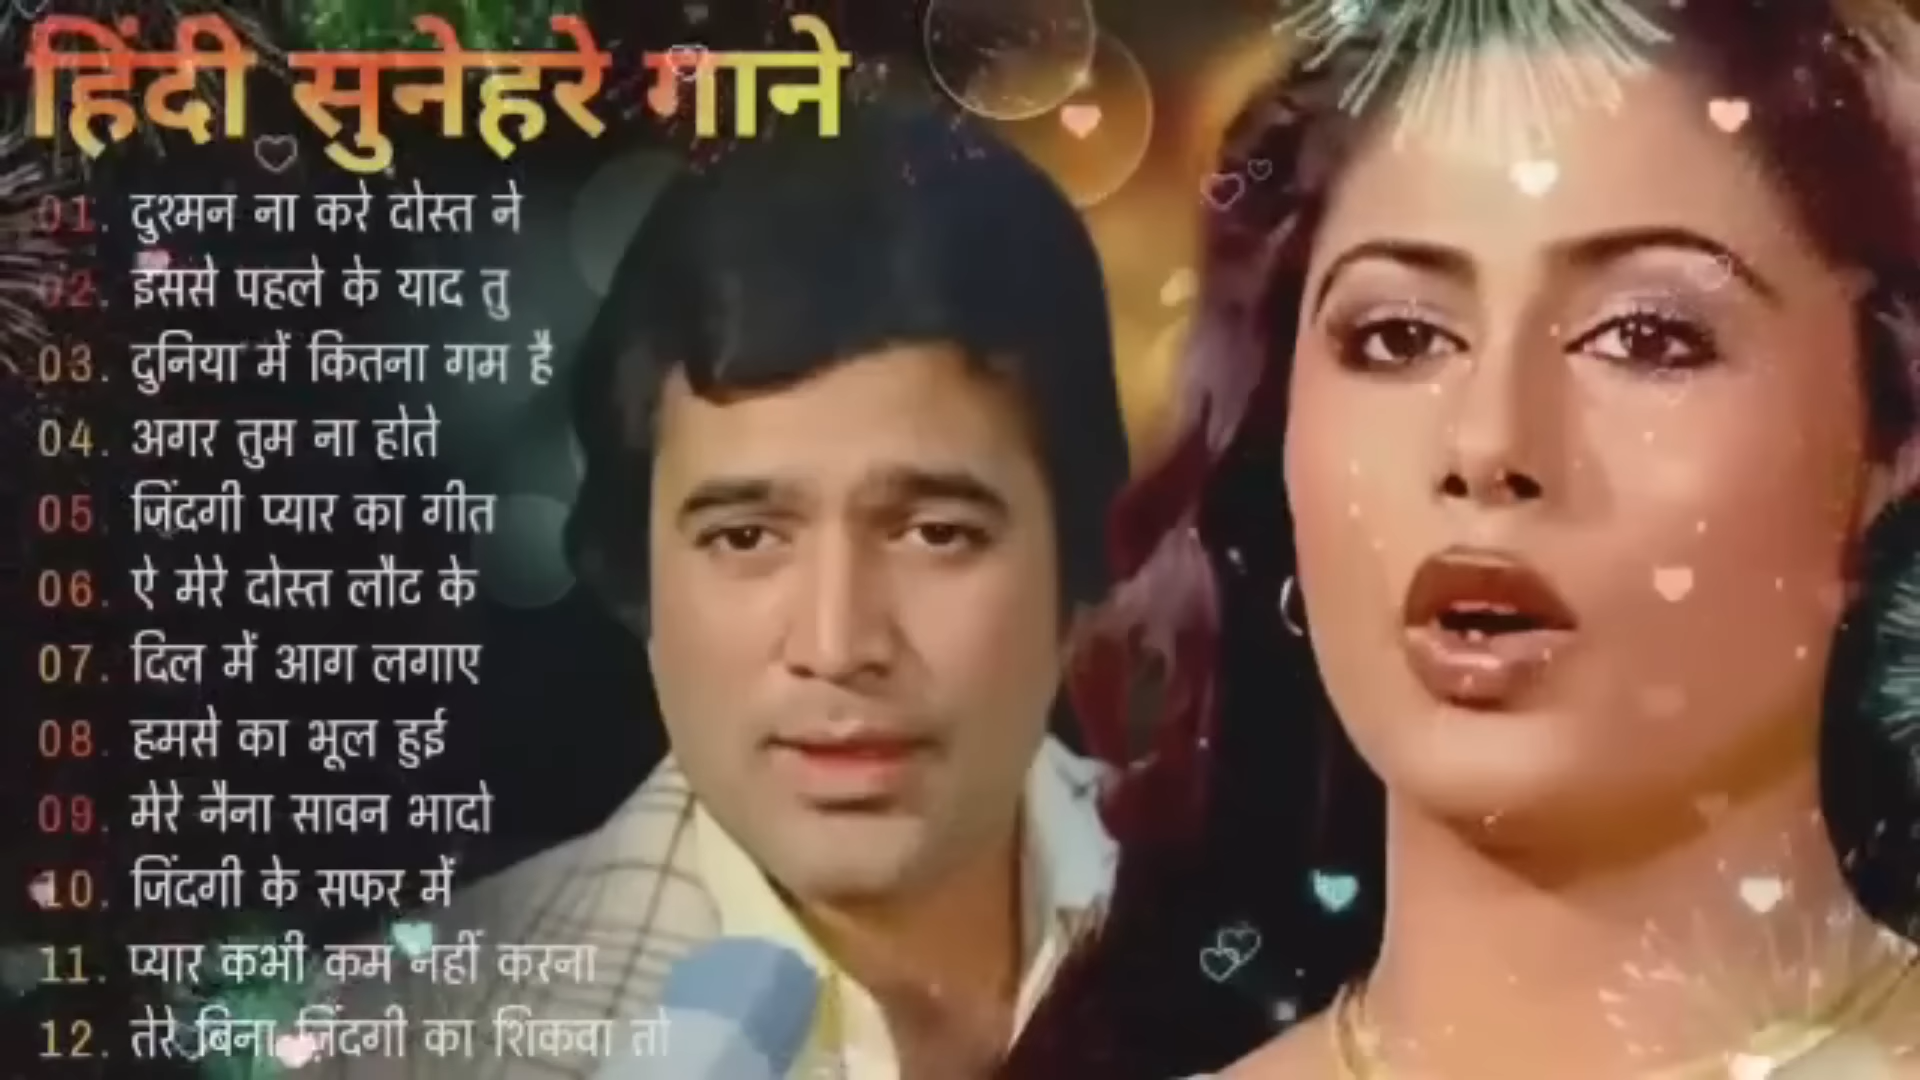 हिंदी सुनेहरे गाने
01. दुश्मन ना करे दोस्त ने
02. इससे पहले के याद तु
03. दुनिया में कितना गम है
04. अगर तुम ना होते
05. जिंदगी प्यार का गीत
06. ऐ मेरे दोस्त लौट के
07. दिल में आग लगाए
08. हमसे का भूल हुई
09. मेरे नैना सावन भादो
10. जिंदगी के सफर में
11. प्यार कभी कम नहीं करना
12. तेरे बिना जिंदगी का शिकवा तो